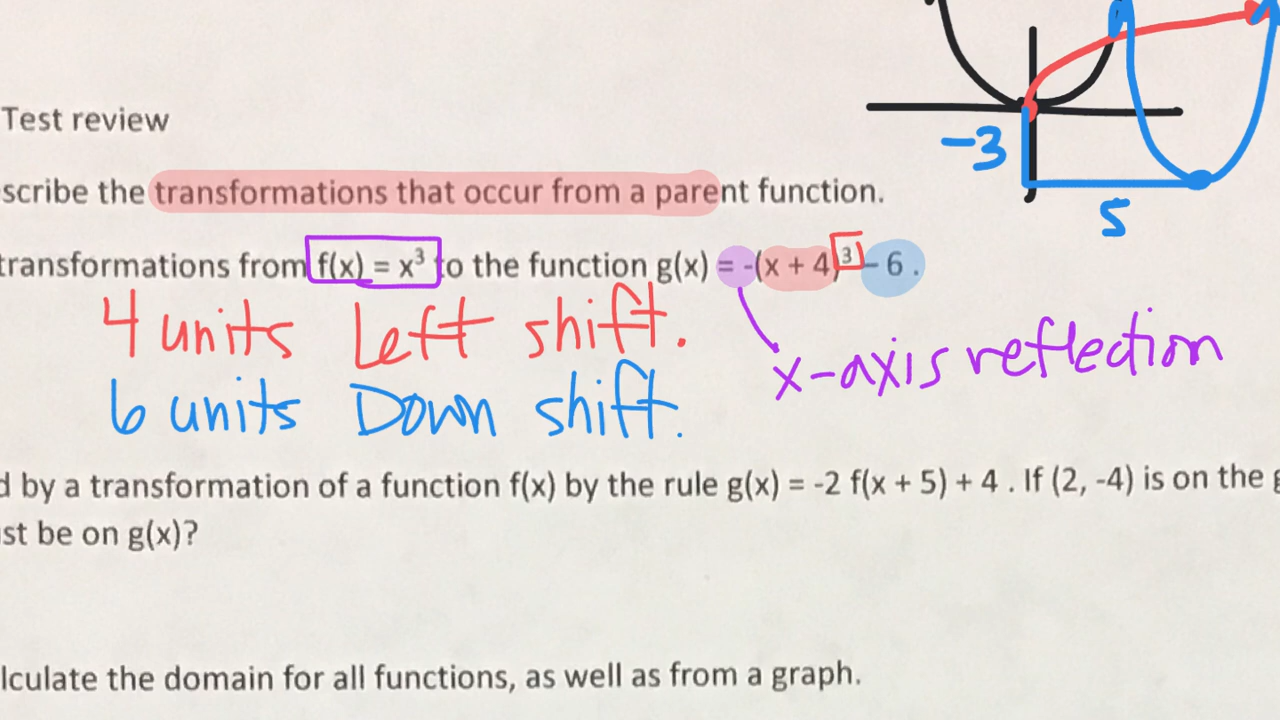 Test review
-3
scribe the transformations that occur from a parent function.
5
transformations from f(x) = x³ to the function g(x) = -(x + 4)³ - 6 .
4 units Left shift.
x-axis reflection
6 units Down shift.
d by a transformation of a function f(x) by the rule g(x) = -2 f(x + 5) + 4 . If (2, -4) is on the g
st be on g(x)?
lculate the domain for all functions, as well as from a graph.